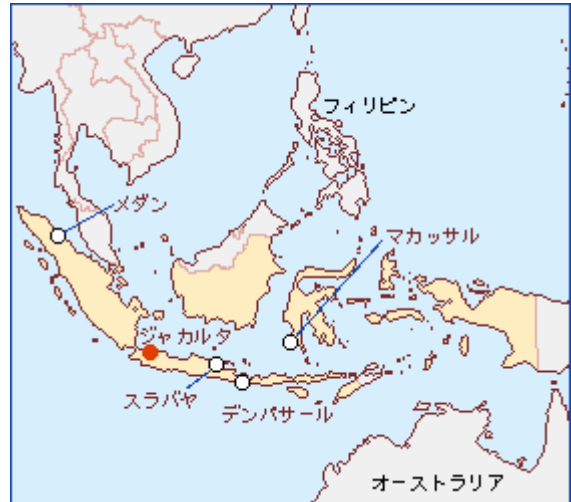 フィリピン
メダン
マカッサル
ジャカルタ
スラバヤ
デンパサール
オーストラリア